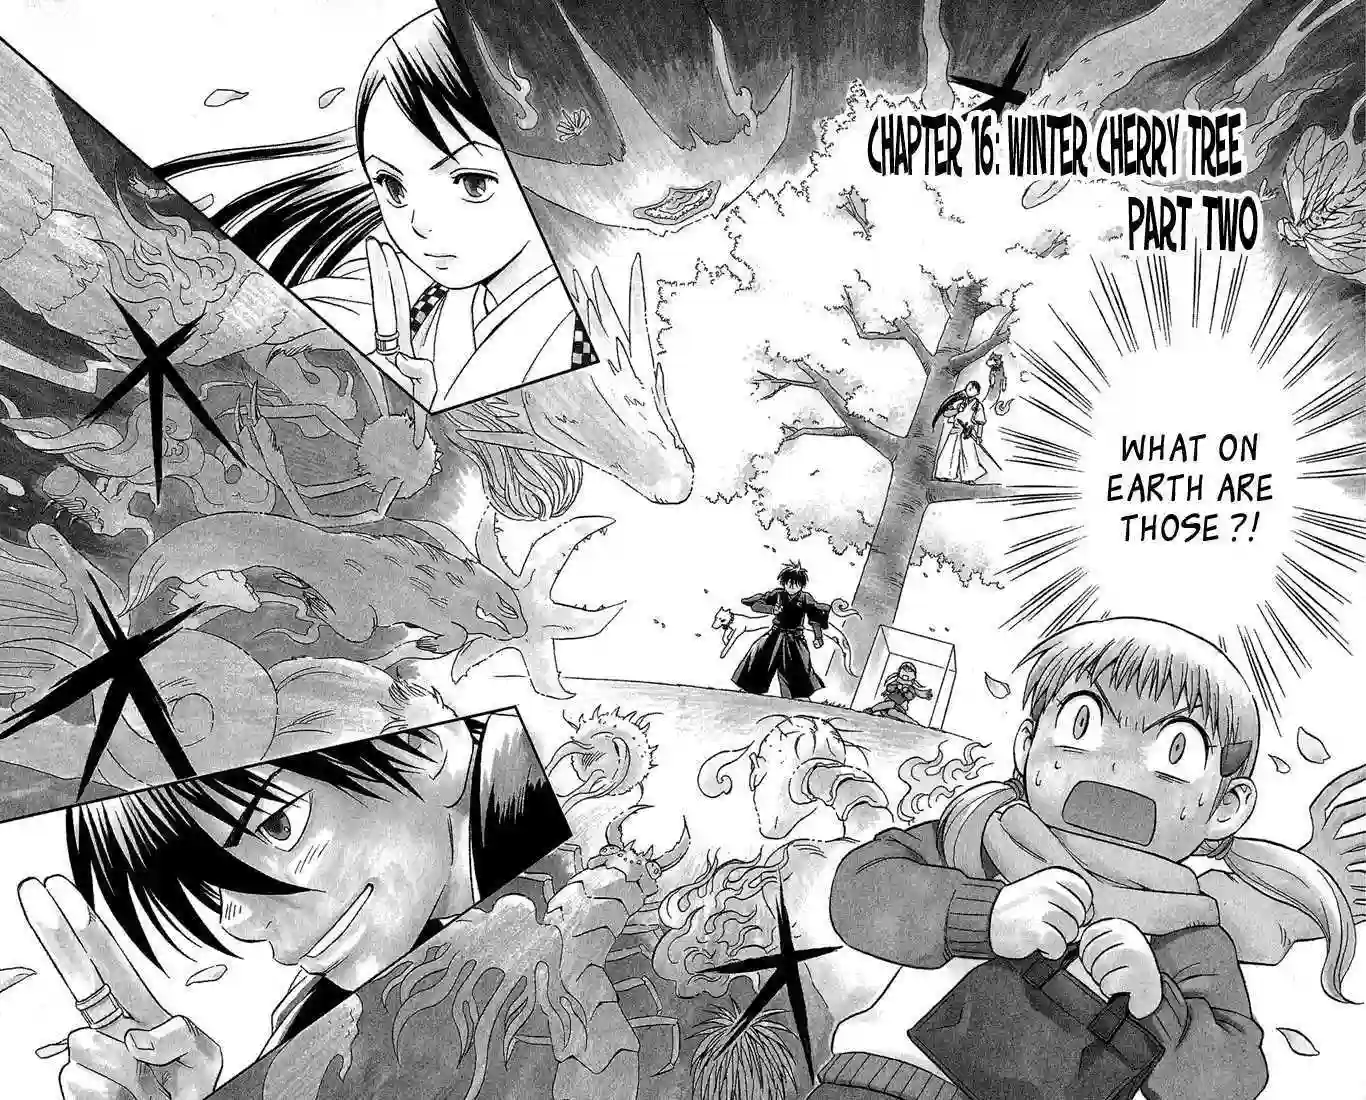 CHAPTER 16: WINTER CHERRY TREE
PART TWO
WHAT ON
EARTH ARE
THOSE?!